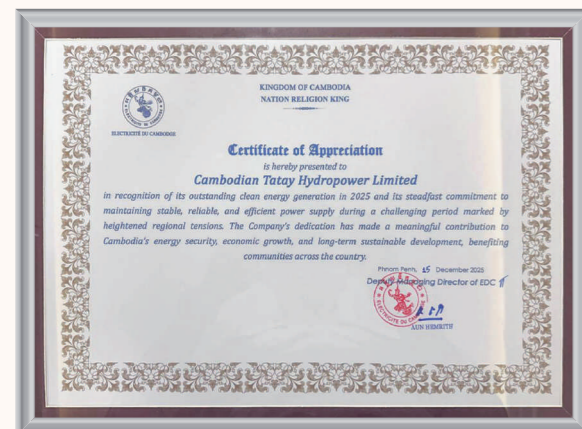 KINGDOM OF CAMBODIA
NATION RELIGION KING
ELECTRICITE DU CAMBODGE
Certificate of Appreciation
is hereby presented to
Cambodian Tatay Hydropower Limited
in recognition of its outstanding clean energy generation in 2025 and its steadfast commitment to
maintaining stable, reliable, and efficient power supply during a challenging period marked by
heightened regional tensions. The Company's dedication has made a meaningful contribution to
Cambodia's energy security, economic growth, and long-term sustainable development, benefiting
communities across the country.
Phnom Penh, 15 December 2025
Deputy Managing Director of EDC
AUN HEMRITH